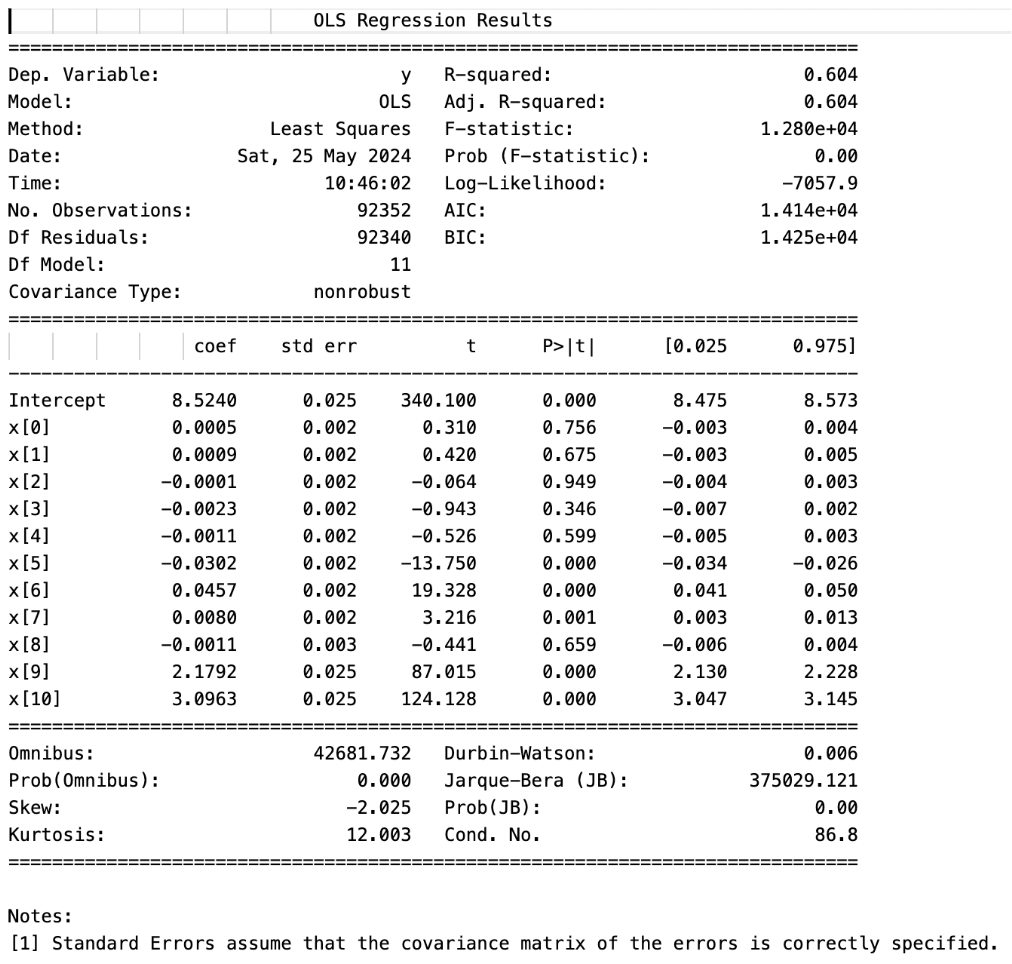 OLS Regression Results
==============================================================================
Dep. Variable:                      y   R-squared:                       0.604
Model:                            OLS   Adj. R-squared:                  0.604
Method:                 Least Squares   F-statistic:                 1.280e+04
Date:                Sat, 25 May 2024   Prob (F-statistic):               0.00
Time:                        10:46:02   Log-Likelihood:                -7057.9
No. Observations:               92352   AIC:                         1.414e+04
Df Residuals:                   92340   BIC:                         1.425e+04
Df Model:                          11
Covariance Type:            nonrobust
==============================================================================
                 coef    std err          t      P>|t|      [0.025      0.975]
------------------------------------------------------------------------------
Intercept      8.5240      0.025    340.100      0.000       8.475       8.573
x[0]           0.0005      0.002      0.310      0.756      -0.003       0.004
x[1]           0.0009      0.002      0.420      0.675      -0.003       0.005
x[2]          -0.0001      0.002     -0.064      0.949      -0.004       0.003
x[3]          -0.0023      0.002     -0.943      0.346      -0.007       0.002
x[4]          -0.0011      0.002     -0.526      0.599      -0.005       0.003
x[5]          -0.0302      0.002    -13.750      0.000      -0.034      -0.026
x[6]           0.0457      0.002     19.328      0.000       0.041       0.050
x[7]           0.0080      0.002      3.216      0.001       0.003       0.013
x[8]          -0.0011      0.003     -0.441      0.659      -0.006       0.004
x[9]           2.1792      0.025     87.015      0.000       2.130       2.228
x[10]          3.0963      0.025    124.128      0.000       3.047       3.145
==============================================================================
Omnibus:                    42681.732   Durbin-Watson:                   0.006
Prob(Omnibus):                  0.000   Jarque-Bera (JB):           375029.121
Skew:                          -2.025   Prob(JB):                         0.00
Kurtosis:                      12.003   Cond. No.                         86.8
==============================================================================
Notes:
[1] Standard Errors assume that the covariance matrix of the errors is correctly specified.